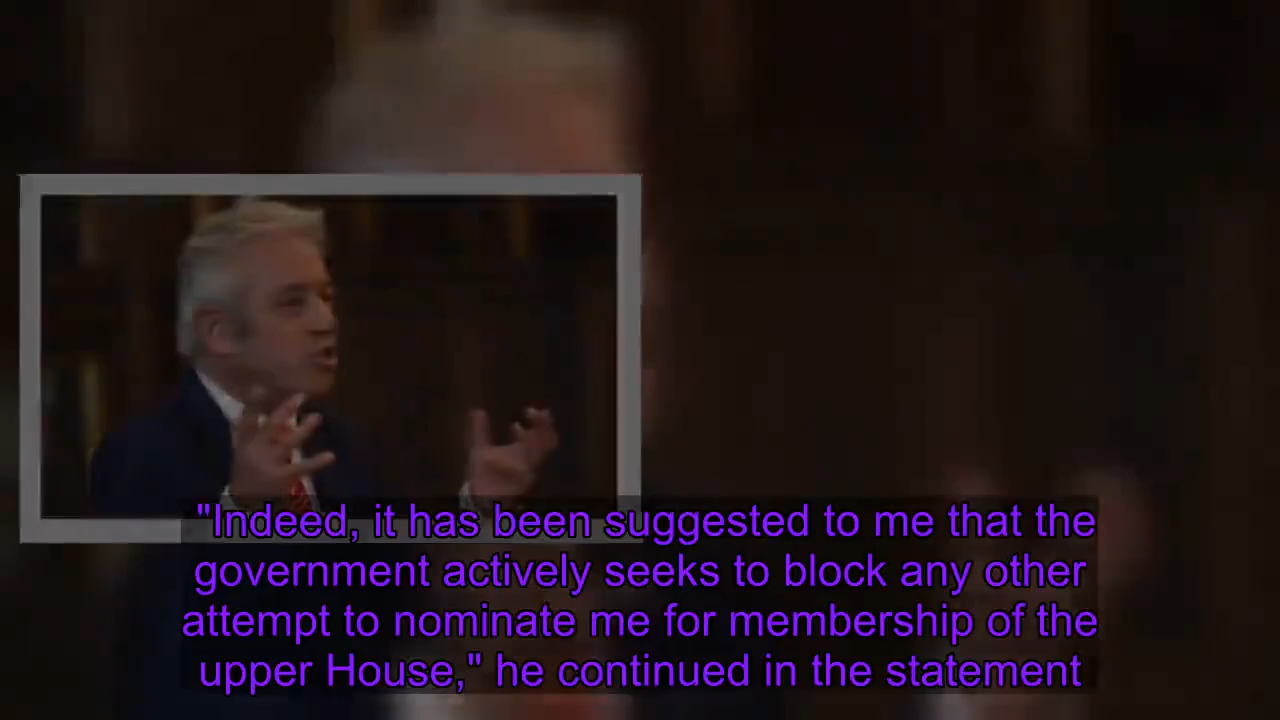 "Indeed, it has been suggested to me that the
government actively seeks to block any other
attempt to nominate me for membership of the
upper House," he continued in the statement